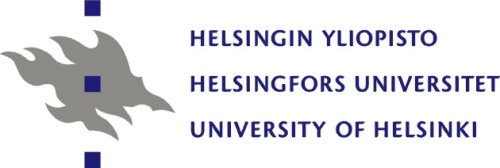 HELSINGIN YLIOPISTO
HELSINGFORS UNIVERSITET
UNIVERSITY OF HELSINKI